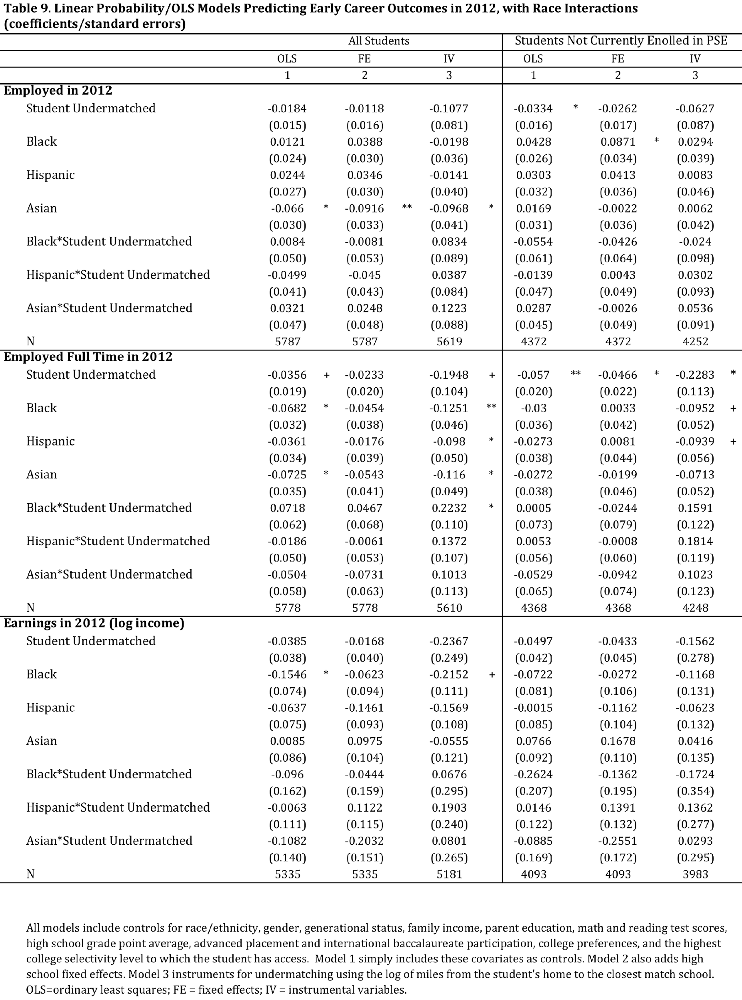 Table 9. Linear Probability/OLS Models Predicting Early Career Outcomes in 2012, with Race Interactions
(coefficients/standard errors)
All Students Students Not Currently Enolled in PSE
OLS FE IV OLS FE IV
1 2 3 1 2 3
Employed in 2012
Student Undermatched -0.0184 -0.0118 -0.1077 -0.0334 * -0.0262 -0.0627
(0.015) (0.016) (0.081) (0.016) (0.017) (0.087)
Black 0.0121 0.0388 -0.0198 0.0428 0.0871 * 0.0294
(0.024) (0.030) (0.036) (0.026) (0.034) (0.039)
Hispanic 0.0244 0.0346 -0.0141 0.0303 0.0413 0.0083
(0.027) (0.030) (0.040) (0.032) (0.036) (0.046)
Asian -0.066 * -0.0916 ** -0.0968 * 0.0169 -0.0022 0.0062
(0.030) (0.033) (0.041) (0.031) (0.036) (0.042)
Black*Student Undermatched 0.0084 -0.0081 0.0834 -0.0554 -0.0426 -0.024
(0.050) (0.053) (0.089) (0.061) (0.064) (0.098)
Hispanic*Student Undermatched -0.0499 -0.045 0.0387 -0.0139 0.0043 0.0302
(0.041) (0.043) (0.084) (0.047) (0.049) (0.093)
Asian*Student Undermatched 0.0321 0.0248 0.1223 0.0287 -0.0026 0.0536
(0.047) (0.048) (0.088) (0.045) (0.049) (0.091)
N 5787 5787 5619 4372 4372 4252
Employed Full Time in 2012
Student Undermatched -0.0356 + -0.0233 -0.1948 + -0.057 ** -0.0466 * -0.2283 *
(0.019) (0.020) (0.104) (0.020) (0.022) (0.113)
Black -0.0682 * -0.0454 -0.1251 ** -0.03 0.0033 -0.0952 +
(0.032) (0.038) (0.046) (0.036) (0.042) (0.052)
Hispanic -0.0361 -0.0176 -0.098 * -0.0273 0.0081 -0.0939 +
(0.034) (0.039) (0.050) (0.038) (0.044) (0.056)
Asian -0.0725 * -0.0543 -0.116 * -0.0272 -0.0199 -0.0713
(0.035) (0.041) (0.049) (0.038) (0.046) (0.052)
Black*Student Undermatched 0.0718 0.0467 0.2232 * 0.0005 -0.0244 0.1591
(0.062) (0.068) (0.110) (0.073) (0.079) (0.122)
Hispanic*Student Undermatched -0.0186 -0.0061 0.1372 0.0053 -0.0008 0.1814
(0.050) (0.053) (0.107) (0.056) (0.060) (0.119)
Asian*Student Undermatched -0.0504 -0.0731 0.1013 -0.0529 -0.0942 0.1023
(0.058) (0.063) (0.113) (0.065) (0.074) (0.123)
N 5778 5778 5610 4368 4368 4248
Earnings in 2012 (log income)
Student Undermatched -0.0385 -0.0168 -0.2367 -0.0497 -0.0433 -0.1562
(0.038) (0.040) (0.249) (0.042) (0.045) (0.278)
Black -0.1546 * -0.0623 -0.2152 + -0.0722 -0.0272 -0.1168
(0.074) (0.094) (0.111) (0.081) (0.106) (0.131)
Hispanic -0.0637 -0.1461 -0.1569 -0.0015 -0.1162 -0.0623
(0.075) (0.093) (0.108) (0.085) (0.104) (0.132)
Asian 0.0085 0.0975 -0.0555 0.0766 0.1678 0.0416
(0.086) (0.104) (0.121) (0.092) (0.110) (0.135)
Black*Student Undermatched -0.096 -0.0444 0.0676 -0.2624 -0.1362 -0.1724
(0.162) (0.159) (0.295) (0.207) (0.195) (0.354)
Hispanic*Student Undermatched -0.0063 0.1122 0.1903 0.0146 0.1391 0.1362
(0.111) (0.115) (0.240) (0.122) (0.132) (0.277)
Asian*Student Undermatched -0.1082 -0.2032 0.0801 -0.0885 -0.2551 0.0293
(0.140) (0.151) (0.265) (0.169) (0.172) (0.295)
N 5335 5335 5181 4093 4093 3983
All models include controls for race/ethnicity, gender, generational status, family income, parent education, math and reading test scores,
high school grade point average, advanced placement and international baccalaureate participation, college preferences, and the highest
college selectivity level to which the student has access. Model 1 simply includes these covariates as controls. Model 2 also adds high
school fixed effects. Model 3 instruments for undermatching using the log of miles from the student's home to the closest match school.
OLS=ordinary least squares; FE = fixed effects; IV = instrumental variables.